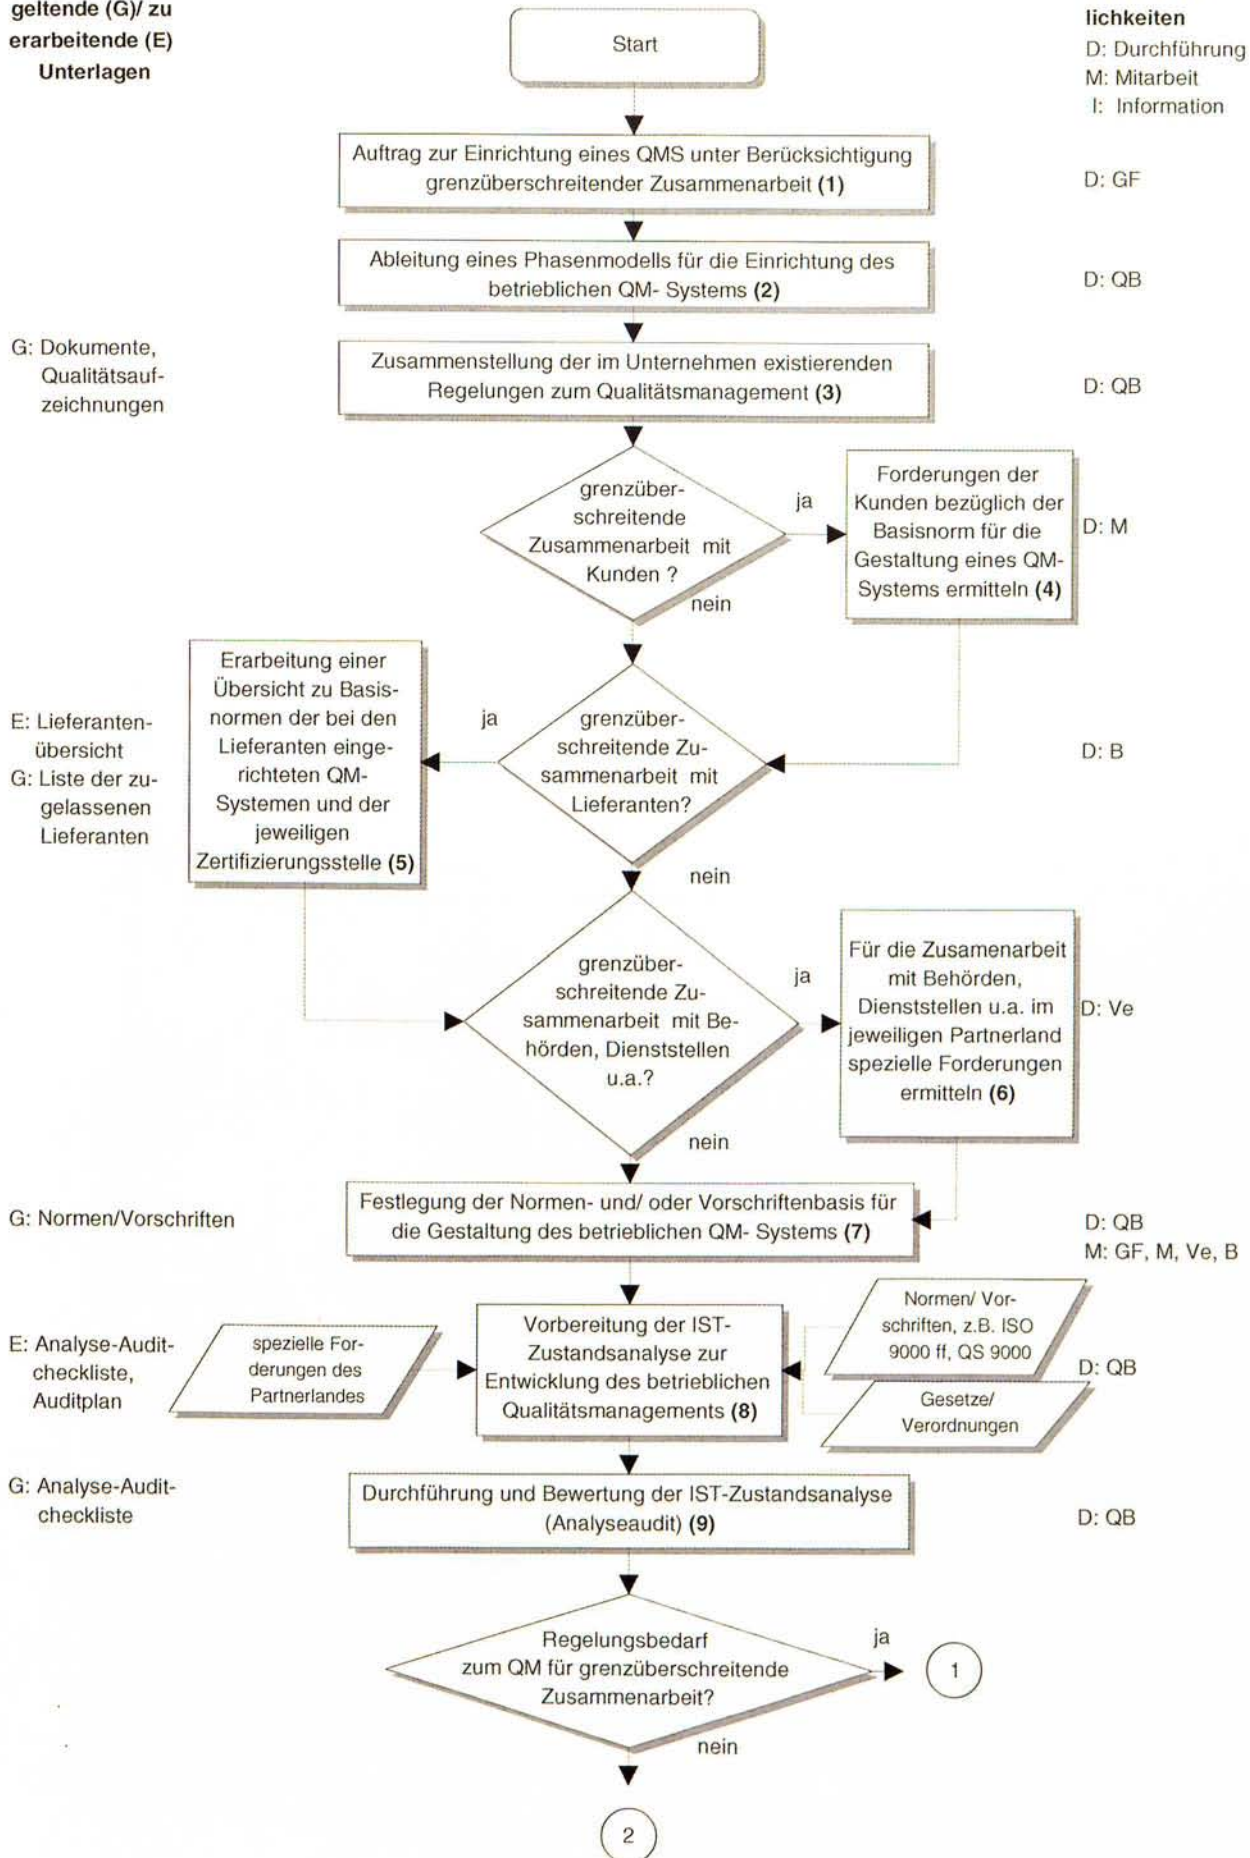 geltende (G)/ zu
erarbeitende (E)
Unterlagen
Start
lichkeiten
D: Durchführung
M: Mitarbeit
I: Information
Auftrag zur Einrichtung eines QMS unter Berücksichtigung
grenzüberschreitender Zusammenarbeit (1)
D: GF
Ableitung eines Phasenmodells für die Einrichtung des
betrieblichen QM- Systems (2)
D: QB
G: Dokumente,
Qualitätsauf-
zeichnungen
Zusammenstellung der im Unternehmen existierenden
Regelungen zum Qualitätsmanagement (3)
D: QB
grenzüber-
schreitende
Zusammenarbeit mit
Kunden ?
ja
nein
Forderungen der
Kunden bezüglich der
Basisnorm für die
Gestaltung eines QM-
Systems ermitteln (4)
D: M
E: Lieferanten-
übersicht
G: Liste der zu-
gelassenen
Lieferanten
Erarbeitung einer
Übersicht zu Basis-
normen der bei den
Lieferanten einge-
richteten QM-
Systemen und der
jeweiligen
Zertifizierungsstelle (5)
ja
grenzüber-
schreitende Zu-
sammenarbeit mit
Lieferanten?
nein
D: B
grenzüber-
schreitende Zu-
sammenarbeit mit Be-
hörden, Dienststellen
u.a.?
ja
nein
Für die Zusamenarbeit
mit Behörden,
Dienststellen u.a. im
jeweiligen Partnerland
spezielle Forderungen
ermitteln (6)
D: Ve
G: Normen/Vorschriften
Festlegung der Normen- und/ oder Vorschriftenbasis für
die Gestaltung des betrieblichen QM- Systems (7)
D: QB
M: GF, M, Ve, B
E: Analyse-Audit-
checkliste,
Auditplan
spezielle For-
derungen des
Partnerlandes
Vorbereitung der IST-
Zustandsanalyse zur
Entwicklung des betrieblichen
Qualitätsmanagements (8)
Normen/ Vor-
schriften, z.B. ISO
9000 ff, QS 9000
Gesetze/
Verordnungen
D: QB
G: Analyse-Audit-
checkliste
Durchführung und Bewertung der IST-Zustandsanalyse
(Analyseaudit) (9)
D: QB
Regelungsbedarf
zum QM für grenzüberschreitende
Zusammenarbeit?
ja
1
nein
2